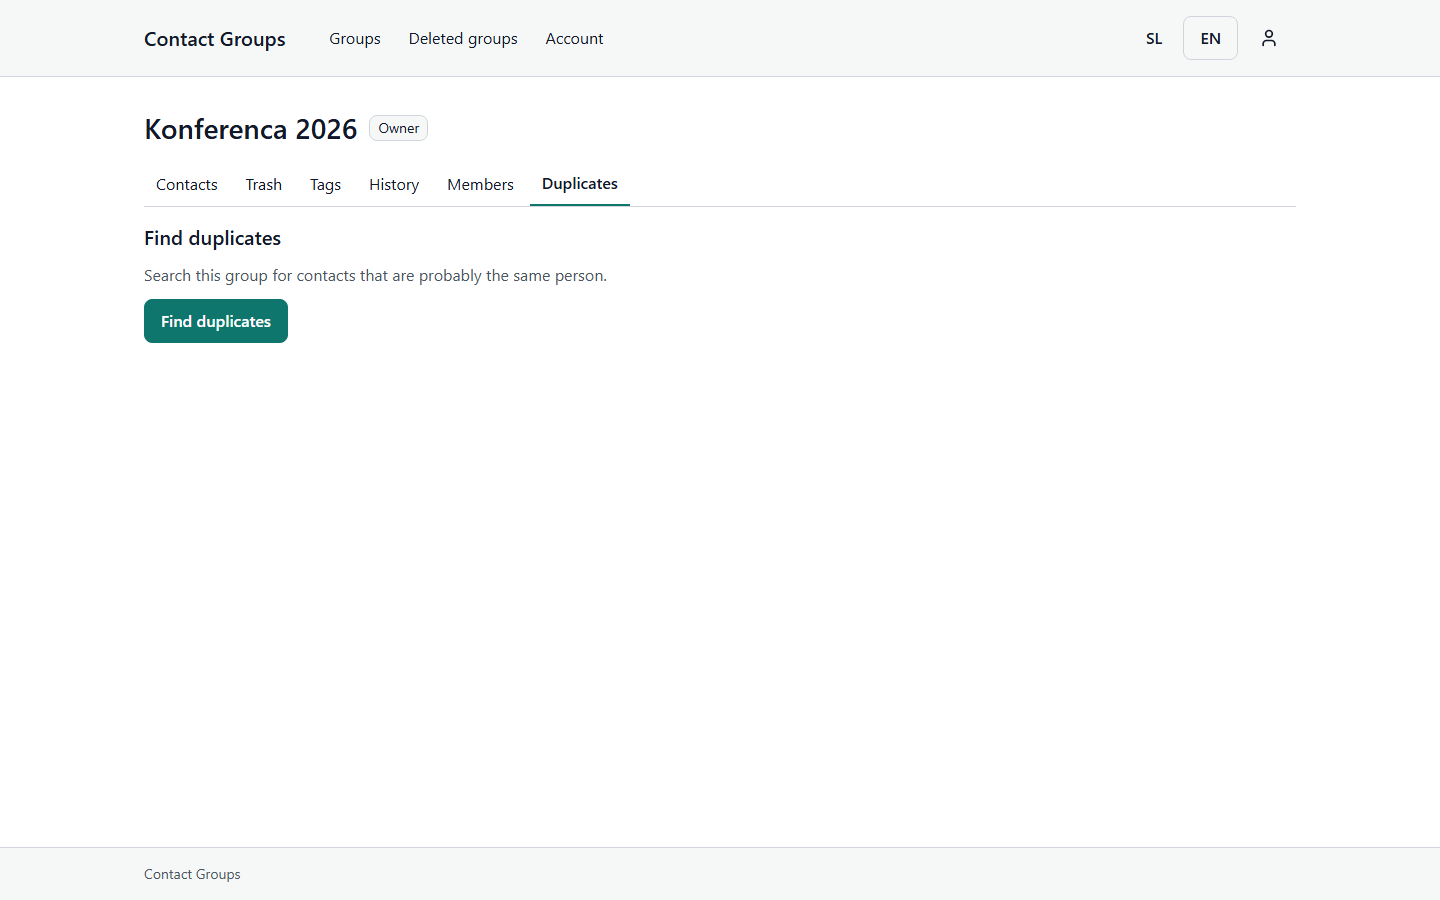 Contact Groups Groups Deleted groups Account SL EN
Konferenca 2026 Owner
Contacts Trash Tags History Members Duplicates
Find duplicates
Search this group for contacts that are probably the same person.
Find duplicates
Contact Groups